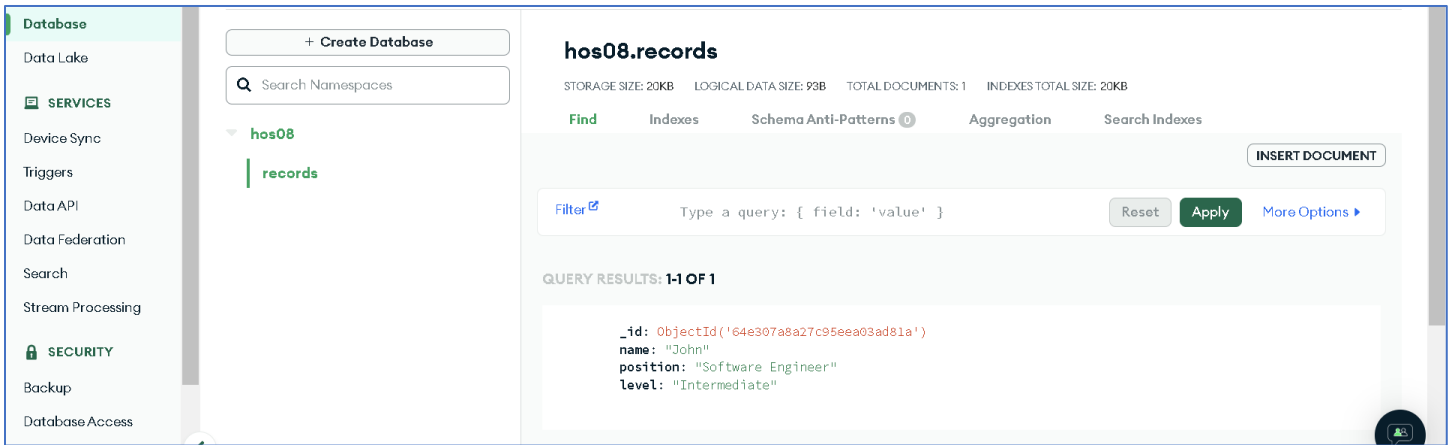 Database
Data Lake
SERVICES
Device Sync
Triggers
Data API
Data Federation
Search
Stream Processing
SECURITY
Backup
Database Access
+ Create Database
Search Namespaces
hos08
records
hos08.records
STORAGE SIZE: 20KB LOGICAL DATA SIZE: 93B TOTAL DOCUMENTS: 1 INDEXES TOTAL SIZE: 20KB
Find Indexes Schema Anti-Patterns 0 Aggregation Search Indexes
INSERT DOCUMENT
Filter Type a query: { field: 'value' } Reset Apply More Options
QUERY RESULTS: 1-1 OF 1
_id: ObjectId('64e307a8a27c95eea03ad81a')
name: "John"
position: "Software Engineer"
level: "Intermediate"